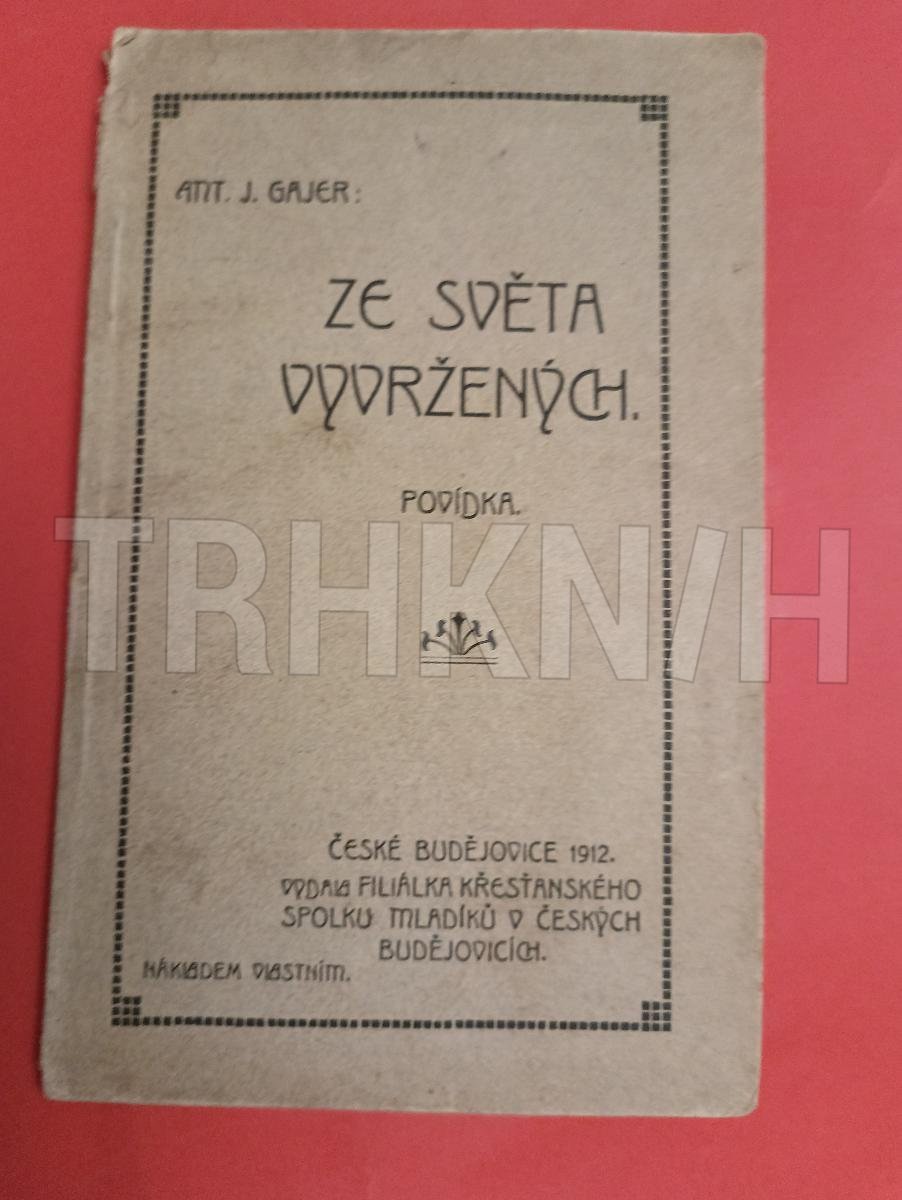 ANT. J. GAJER:
ZE SVĚTA
VYVRŽENÝCH.
POVÍDKA.
TRHKNIH
ČESKÉ BUDĚJOVICE 1912.
VYDALA FILIÁLKA KŘESŤANSKÉHO
SPOLKU MLADÍKŮ V ČESKÝCH
BUDĚJOVICÍCH.
NÁKLADEM VLASTNÍM.